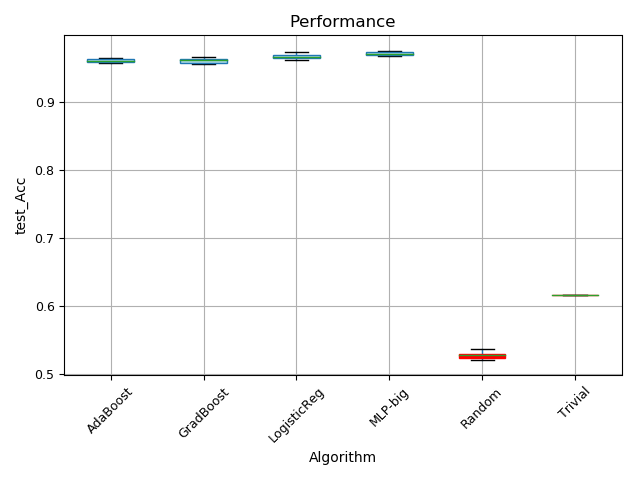 Performance
test_Acc
0.9
0.8
0.7
0.6
0.5
AdaBoost
GradBoost
LogisticReg
MLP-big
Random
Trivial
Algorithm